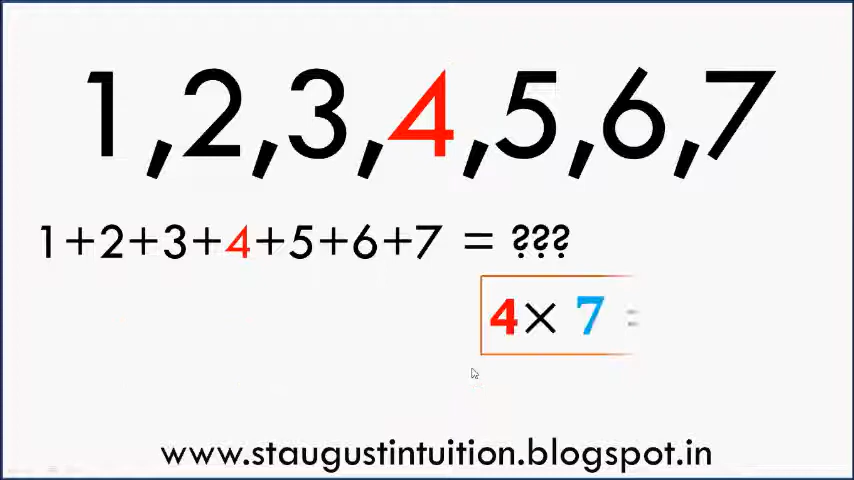 1,2,3,4,5,6,7
1+2+3+4+5+6+7 = ???
4× 7 =
www.staugustintuition.blogspot.in